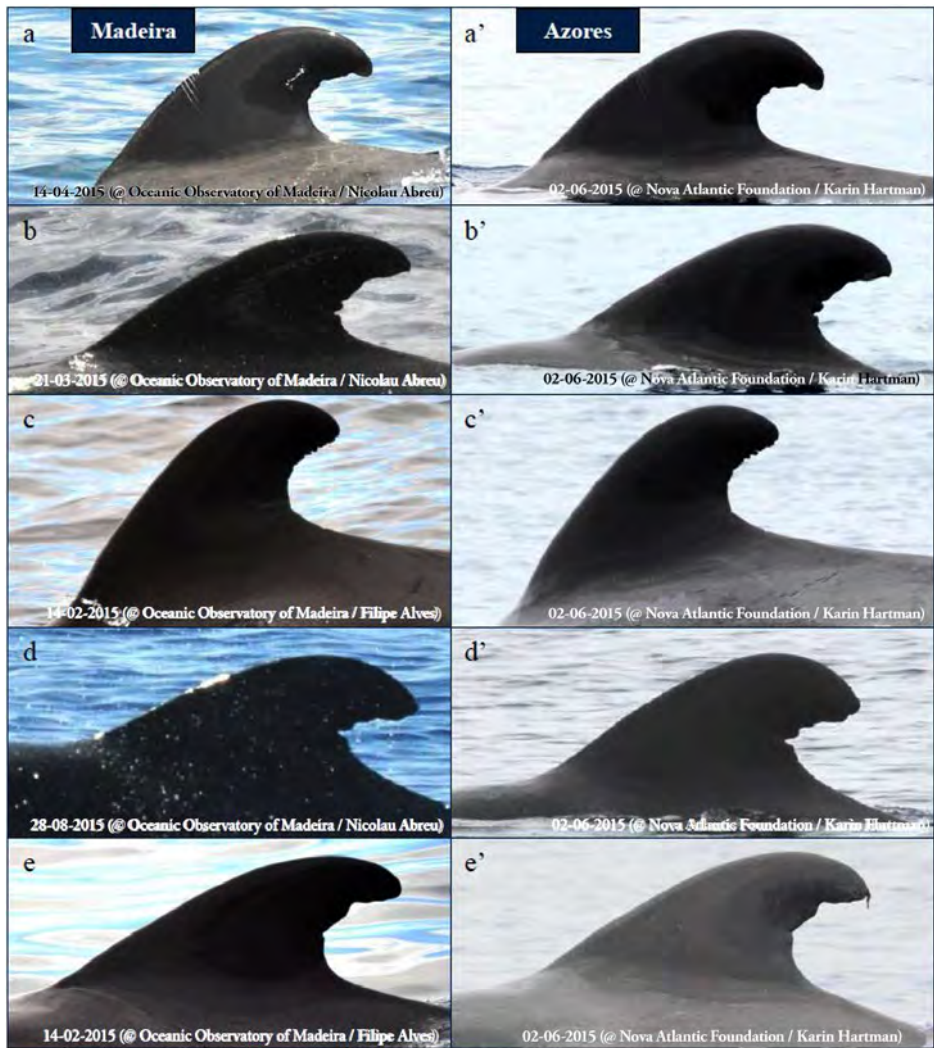 a
Madeira
a’
Azores
14-04-2015 (@ Oceanic Observatory of Madeira / Nicolau Abreu)
02-06-2015 (@ Nova Atlantic Foundation / Karin Hartman)
b
b’
21-03-2015 (© Oceanic Observatory of Madeira / Nicolau Abreu)
02-06-2015 (@ Nova Atlantic Foundation / Karin Hartman)
c
c’
14-02-2015 (© Oceanic Observatory of Madeira / Filipe Alves)
02-06-2015 (@ Nova Atlantic Foundation / Karin Hartman)
d
d’
28-08-2015 (© Oceanic Observatory of Madeira / Nicolau Abreu)
02-06-2015 (@ Nova Atlantic Foundation / Karin Hartman)
e
e’
14-02-2015 (© Oceanic Observatory of Madeira / Filipe Alves)
02-06-2015 (@ Nova Atlantic Foundation / Karin Hartman)